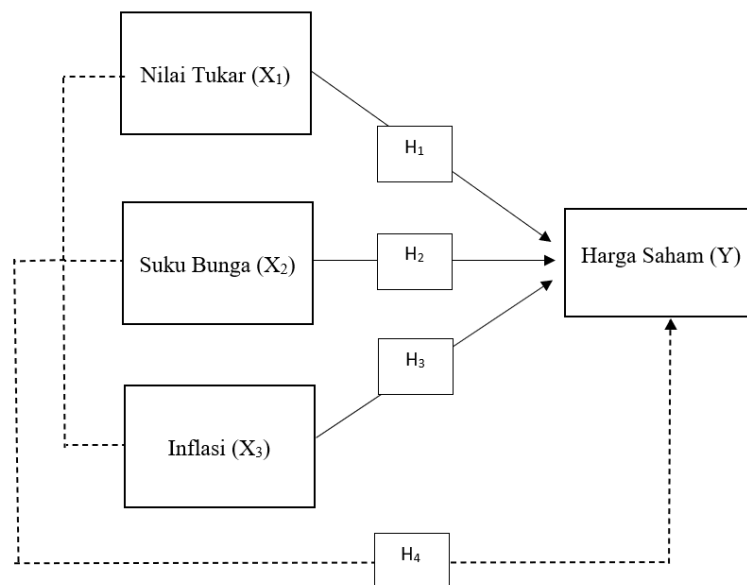 Nilai Tukar (X₁)
H₁
Suku Bunga (X₂)
H₂
Harga Saham (Y)
H₃
Inflasi (X₃)
H₄